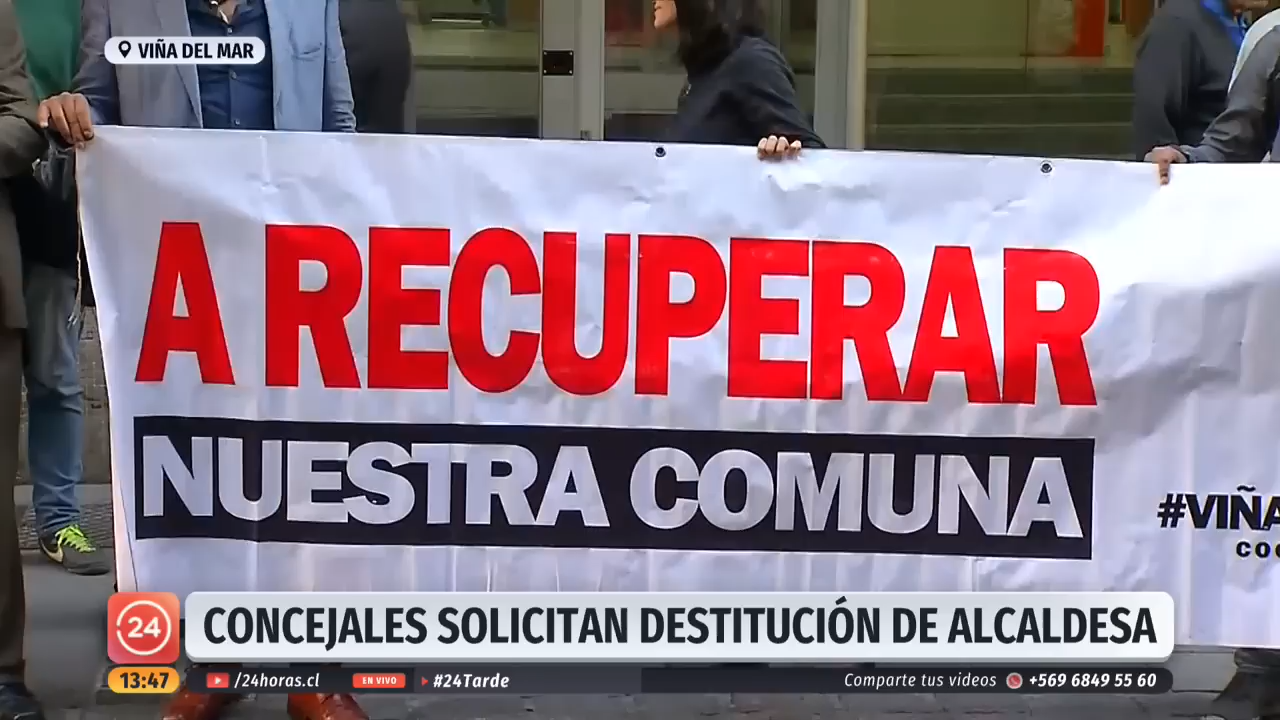 VIÑA DEL MAR
A RECUPERAR
NUESTRA COMUNA
#VIÑA
24
CONCEJALES SOLICITAN DESTITUCIÓN DE ALCALDESA
13:47
/24horas.cl
EN VIVO
#24Tarde
Comparte tus videos
+569 6849 55 60